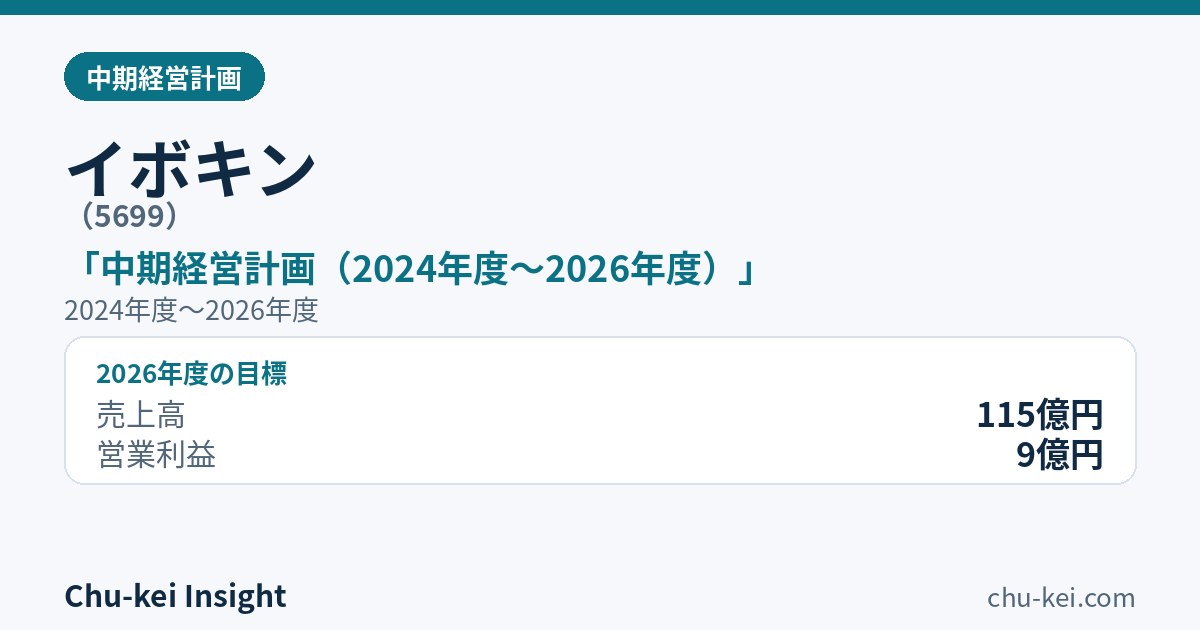 中期経営計画
イボキン
（5699）
「中期経営計画（2024年度～2026年度）」
2024年度～2026年度
2026年度の目標
売上高 115億円
営業利益 9億円
Chu-kei Insight chu-kei.com